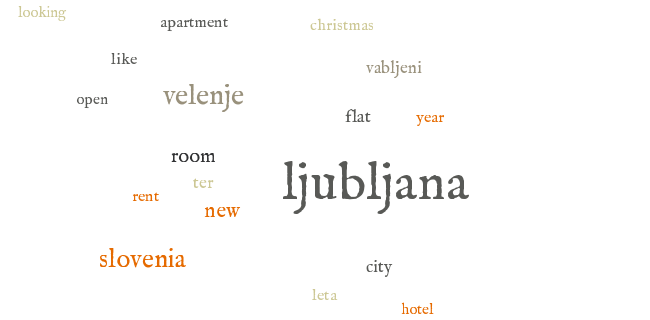 looking
apartment
christmas
like
vabljeni
velenje
open
flat
year
room
ljubljana
ter
rent
new
slovenia
city
leta
hotel